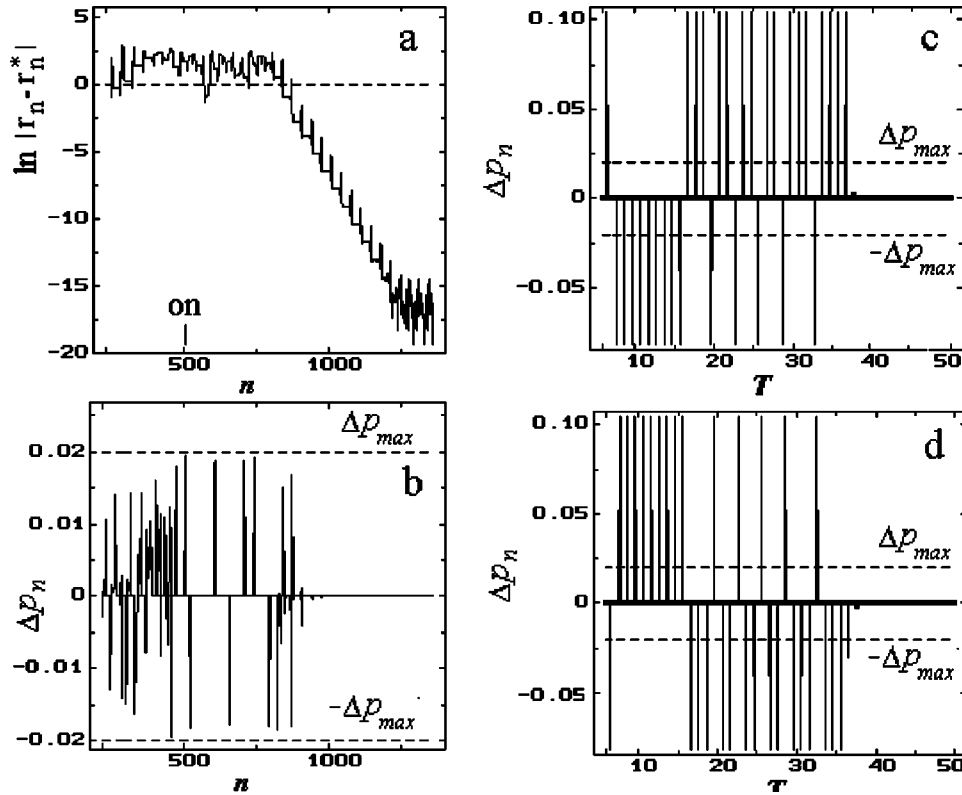 a
ln |r_n - r_n^*|
5
0
-5
-10
-15
-20
on
500
1000
n
b
Δp_n
0.02
0.01
0
-0.01
-0.02
Δp_max
-Δp_max
500
1000
n
c
Δp_n
0.10
0.05
0
-0.05
Δp_max
-Δp_max
10
20
30
40
50
T
d
Δp_n
0.10
0.05
0
-0.05
Δp_max
-Δp_max
10
20
30
40
50
T